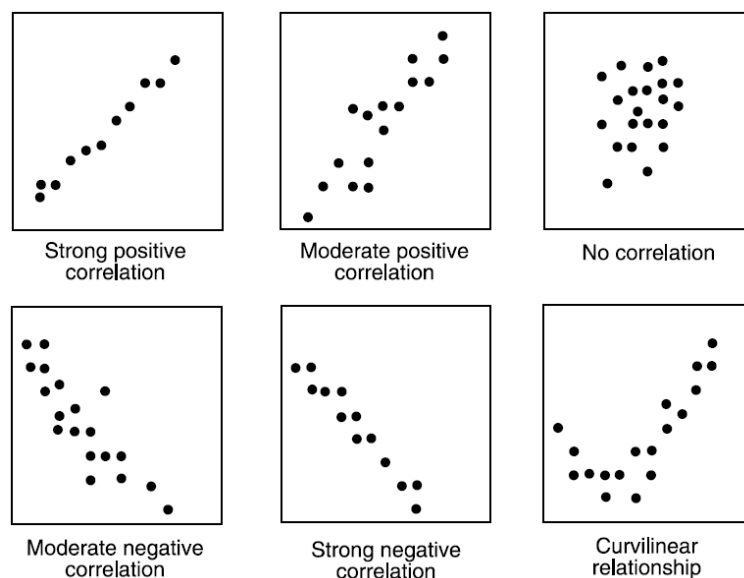 Strong positive
correlation
Moderate positive
correlation
No correlation
Moderate negative
correlation
Strong negative
correlation
Curvilinear
relationship